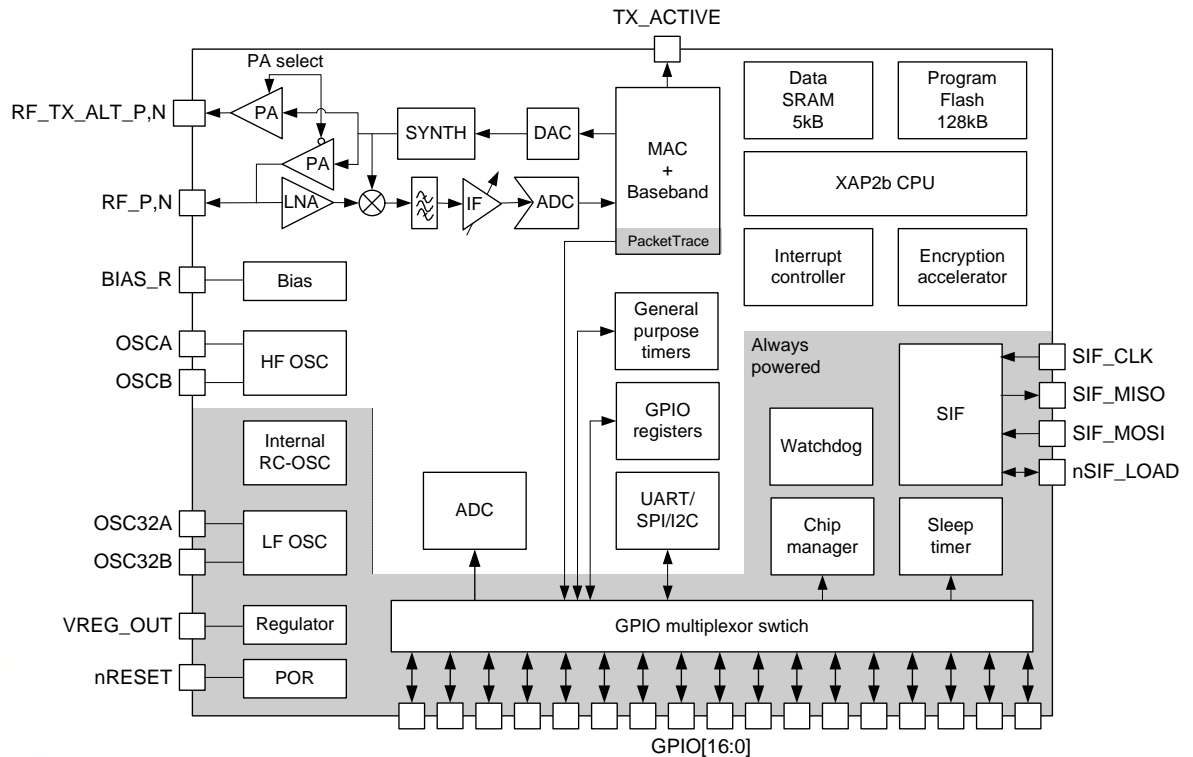 TX_ACTIVE
PA select
RF_TX_ALT_P,N
PA
SYNTH
DAC
MAC
+
Baseband
Data
SRAM
5kB
Program
Flash
128kB
PA
XAP2b CPU
RF_P,N
LNA
IF
ADC
PacketTrace
Interrupt
controller
Encryption
accelerator
BIAS_R
Bias
General
purpose
timers
OSCA
OSCB
HF OSC
Always
powered
SIF
SIF_CLK
SIF_MISO
SIF_MOSI
nSIF_LOAD
GPIO
registers
Watchdog
Internal
RC-OSC
OSC32A
OSC32B
LF OSC
ADC
UART/
SPI/I2C
Chip
manager
Sleep
timer
VREG_OUT
Regulator
GPIO multiplexor swtich
nRESET
POR
GPIO[16:0]